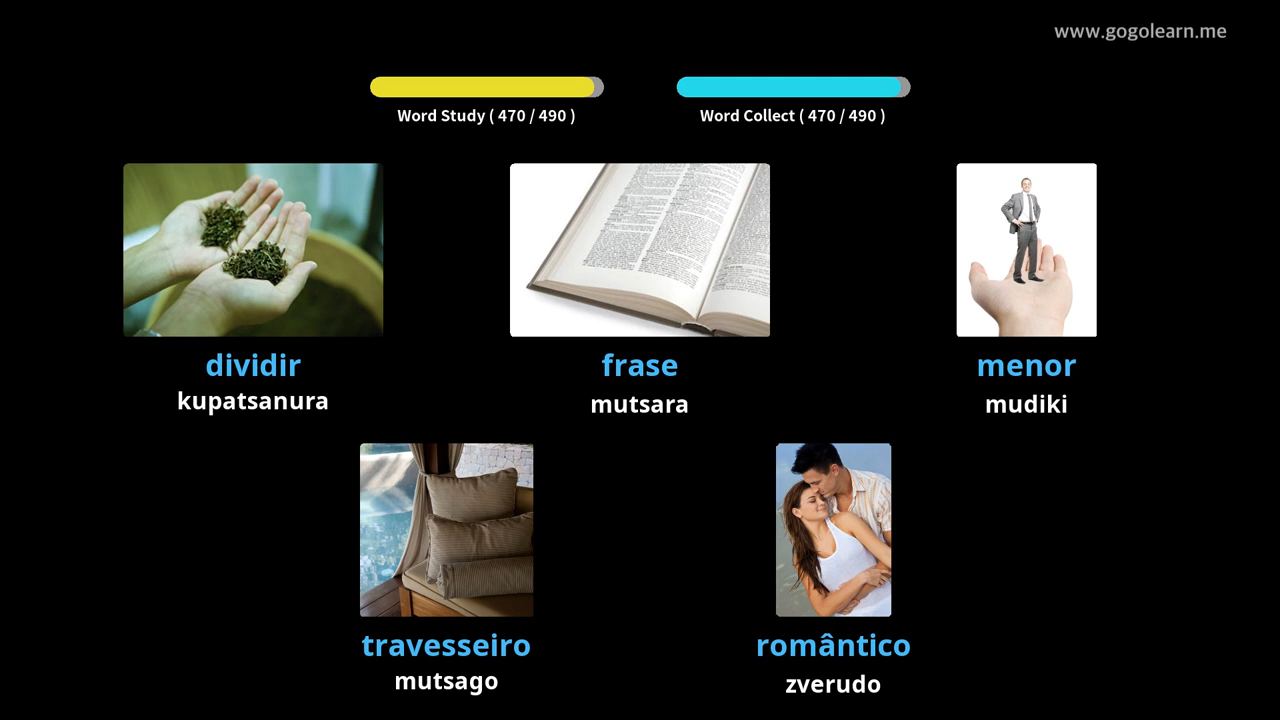 www.gogolearn.me
Word Study ( 470 / 490 )
Word Collect ( 470 / 490 )
dividir
kupatsanura
frase
mutsara
menor
mudiki
travesseiro
mutsago
romântico
zverudo